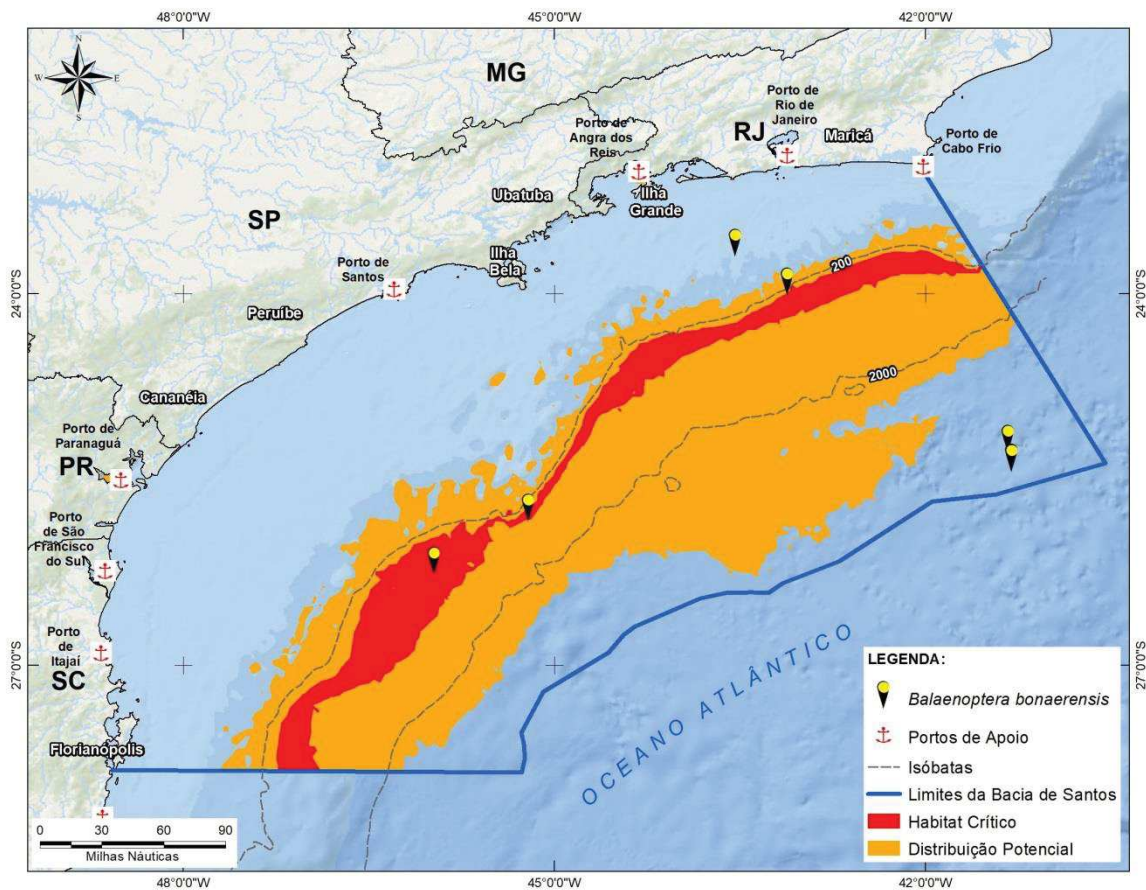 48°0'0"W
45°0'0"W
42°0'0"W
N
W
E
S
MG
Porto de
Rio de
Janeiro
Porto de
Angra dos
Reis
RJ
Maricá
Porto de
Cabo Frio
Ubatuba
Ilha
Grande
SP
Ilha
Bela
Porto de
Santos
24°0'0"S
24°0'0"S
200
Peruíbe
2000
Cananéia
Porto de
Paranaguá
PR
Porto
de São
Francisco
do Sul
Porto
de
Itajaí
SC
27°0'0"S
27°0'0"S
Florianópolis
OCEANO ATLÂNTICO
LEGENDA:
Balaenoptera bonaerensis
Portos de Apoio
Isóbatas
Limites da Bacia de Santos
Habitat Crítico
Distribuição Potencial
0 30 60 90
Milhas Náuticas
48°0'0"W
45°0'0"W
42°0'0"W